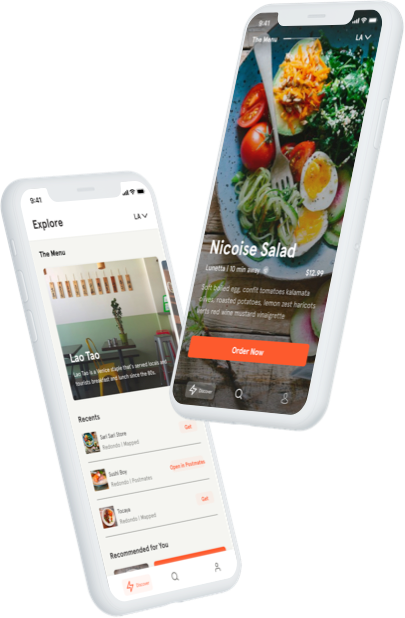 9:41
The Menu
LA
Nicoise Salad
Lunetta | 10 min away
$12.99
Soft boiled egg, confit tomatoes kalamata
olives, roasted potatoes, lemon zest haricots
verts red wine mustard vinaigrette
Order Now
Discover
9:41
Explore
LA
The Menu
Lao Tao
Lao Tao is a Venice staple that's served locals and
tourists breakfast and lunch since the 80s.
Recents
Sari Sari Store
Redondo | Mapped
Get
Sushi Boy
Redondo | Postmates
Open in Postmates
Tocaya
Redondo | Mapped
Get
Recommended for You
Discover